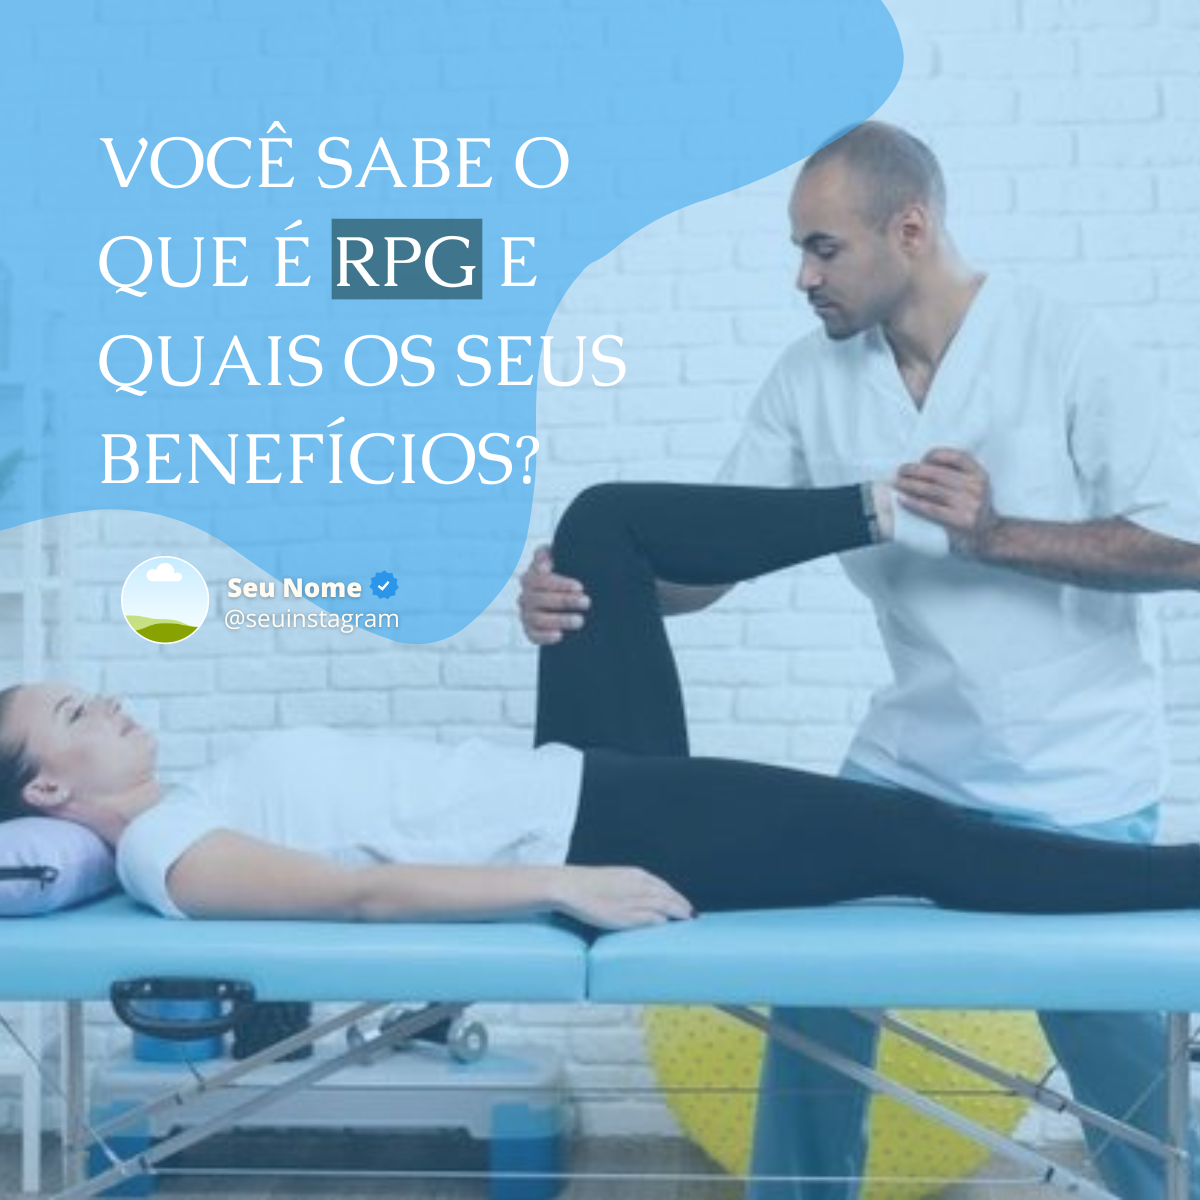 VOCÊ SABE O
QUE É RPG E
QUAIS OS SEUS
BENEFÍCIOS?
Seu Nome
@seuinstagram